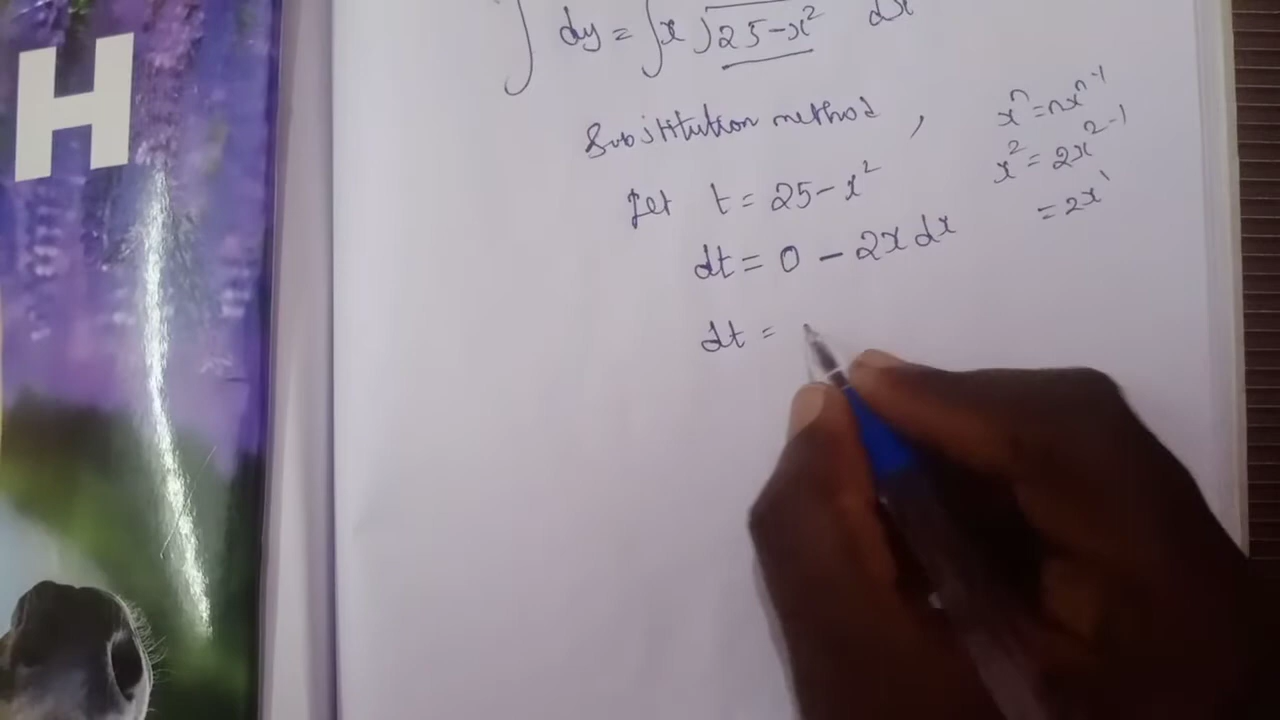 H
∫ dy = ∫ x √25-x² dx
Substitution method ,
Let t = 25-x²
dt = 0 - 2x dx
dt =
xⁿ = nxⁿ⁻¹
x² = 2x²⁻¹
= 2x¹